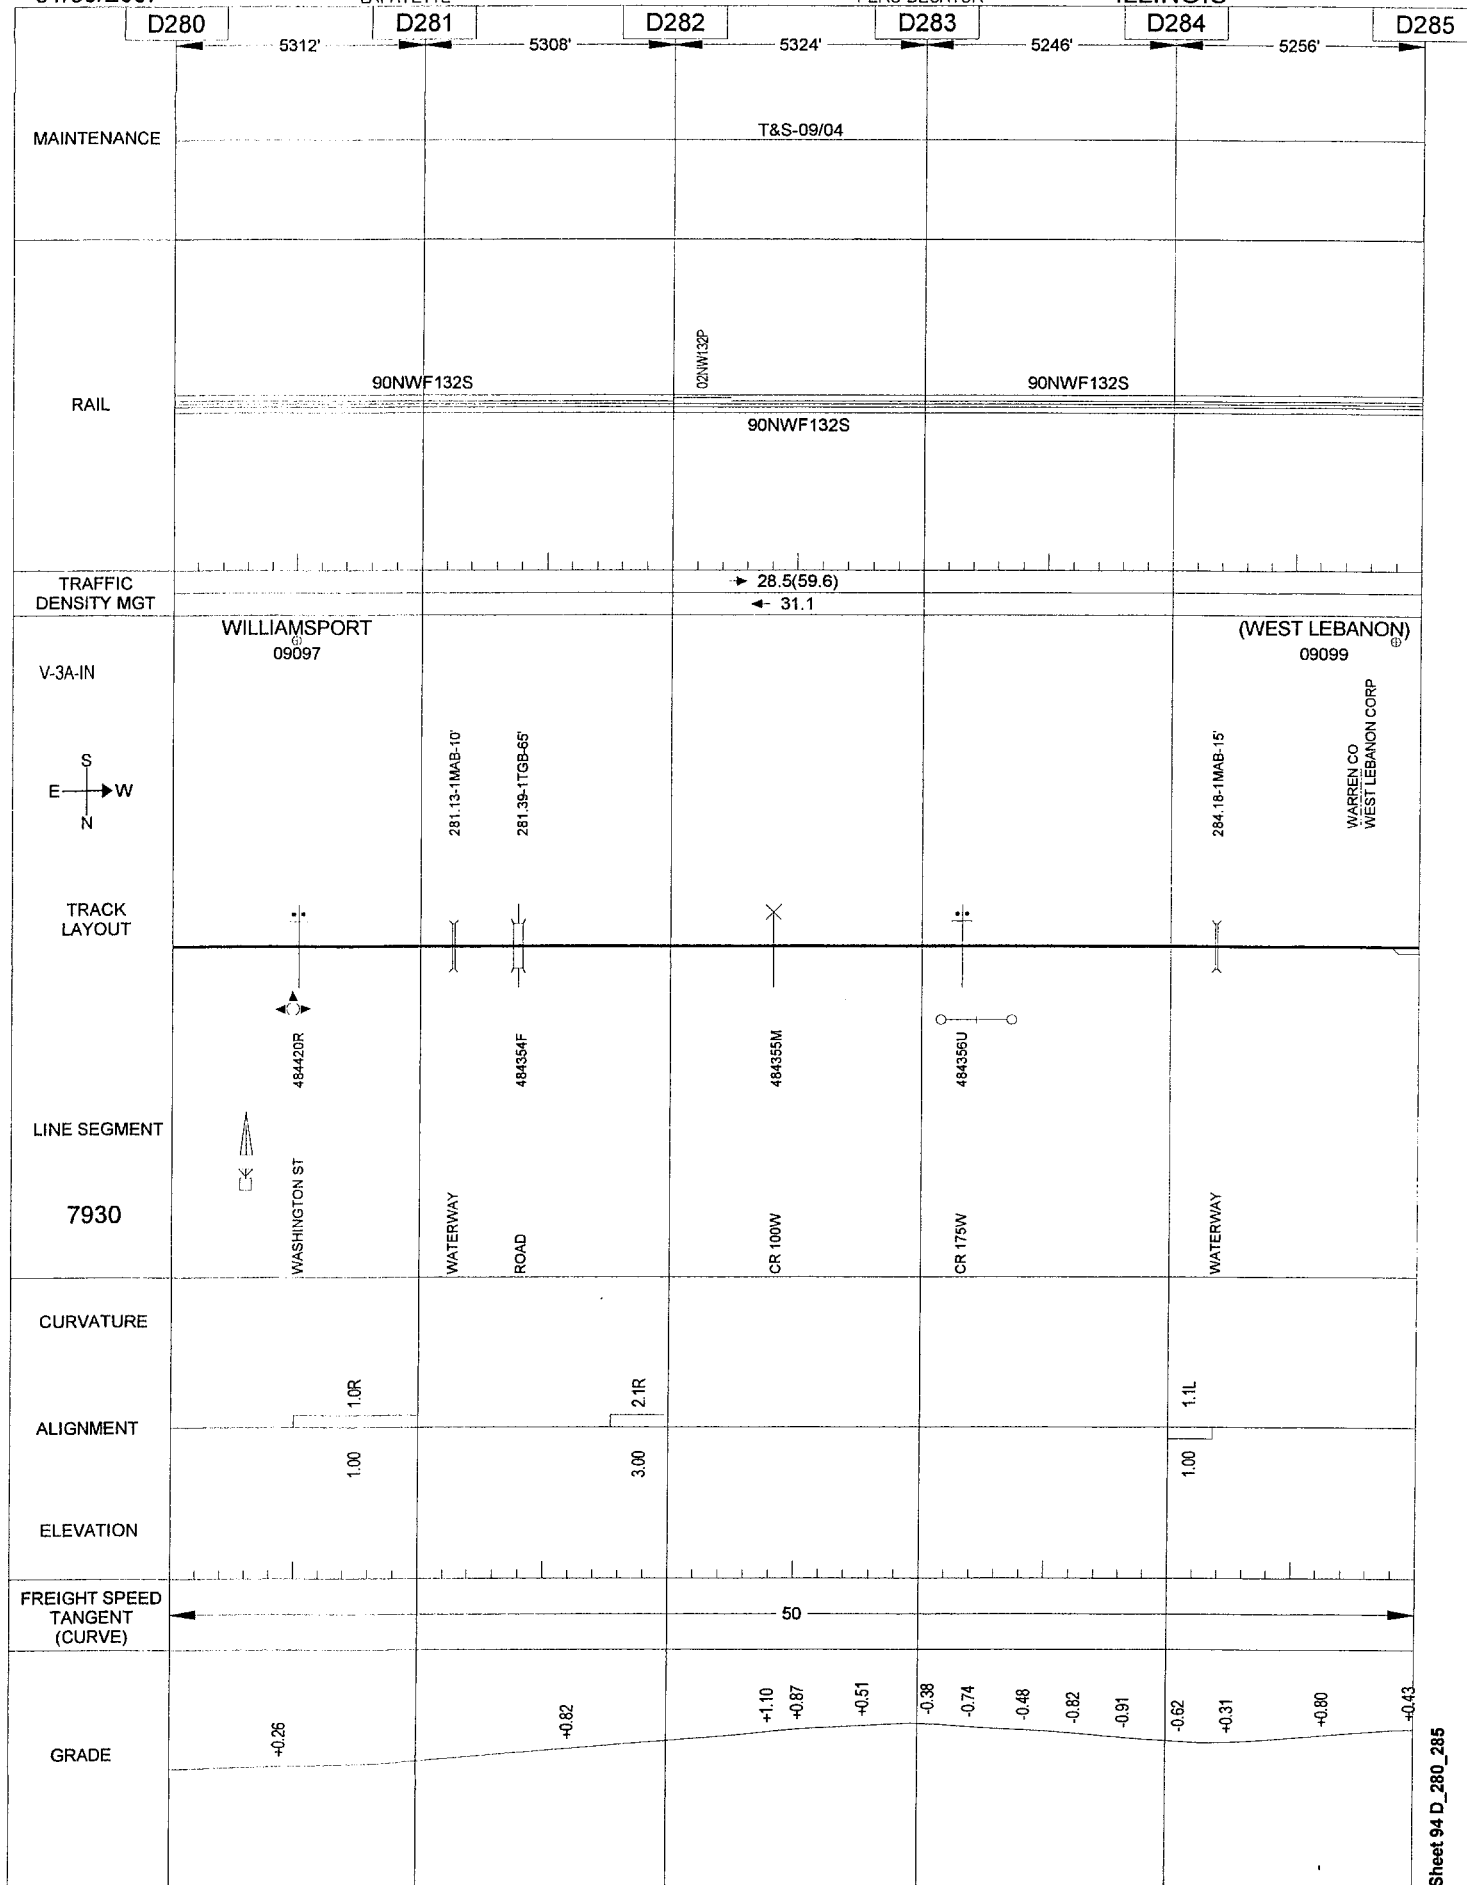 ILLINOIS
D280
D281
D282
D283
D284
D285
5312'
5308'
5324'
5246'
5256'
MAINTENANCE
T&S-09/04
RAIL
90NWF132S
02NW132P
90NWF132S
90NWF132S
TRAFFIC
DENSITY MGT
28.5(59.6)
31.1
WILLIAMSPORT
09097
(WEST LEBANON)
09099
V-3A-IN
S
E
W
N
281.13-1MAB-10'
281.39-1TGB-65'
284.18-1MAB-15'
WARREN CO
WEST LEBANON CORP
TRACK
LAYOUT
484420R
484354F
484355M
484356U
LINE SEGMENT
7930
WASHINGTON ST
WATERWAY
ROAD
CR 100W
CR 175W
WATERWAY
CURVATURE
1.0R
2.1R
1.1L
ALIGNMENT
1.00
3.00
1.00
ELEVATION
FREIGHT SPEED
TANGENT
(CURVE)
50
GRADE
+0.26
+0.82
+1.10
+0.87
+0.51
-0.38
-0.74
-0.48
-0.82
-0.91
-0.62
+0.31
+0.80
+0.43
Sheet 94 D_280_285